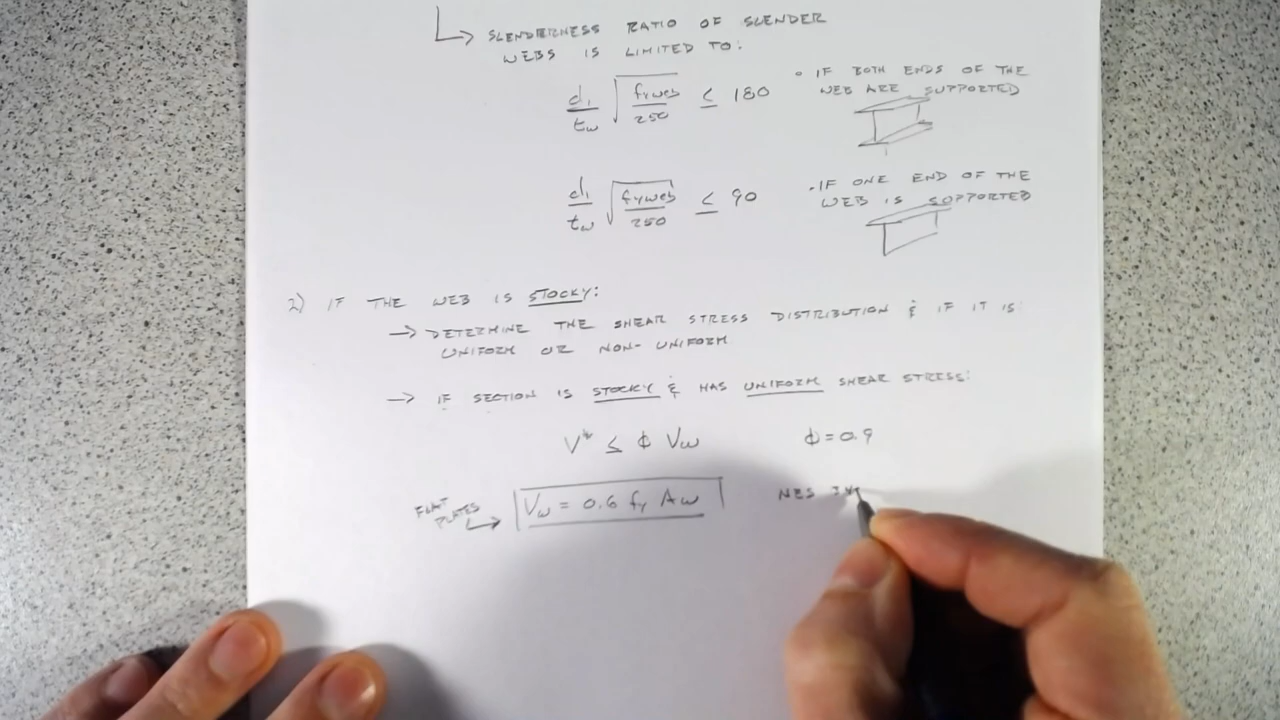 SLENDERNESS RATIO OF SLENDER
WEBS IS LIMITED TO:
d₁/tw √(fyweb/250) ≤ 180
• IF BOTH ENDS OF THE
WEB ARE SUPPORTED
d₁/tw √(fyweb/250) ≤ 90
• IF ONE END OF THE
WEB IS SUPPORTED
2) IF THE WEB IS STOCKY:
→ DETERMINE THE SHEAR STRESS DISTRIBUTION & IF IT IS
UNIFORM OR NON-UNIFORM
→ IF SECTION IS STOCKY & HAS UNIFORM SHEAR STRESS:
V* ≤ ϕ Vw
ϕ = 0.9
FLAT
PLATES
Vw = 0.6 fy Aw